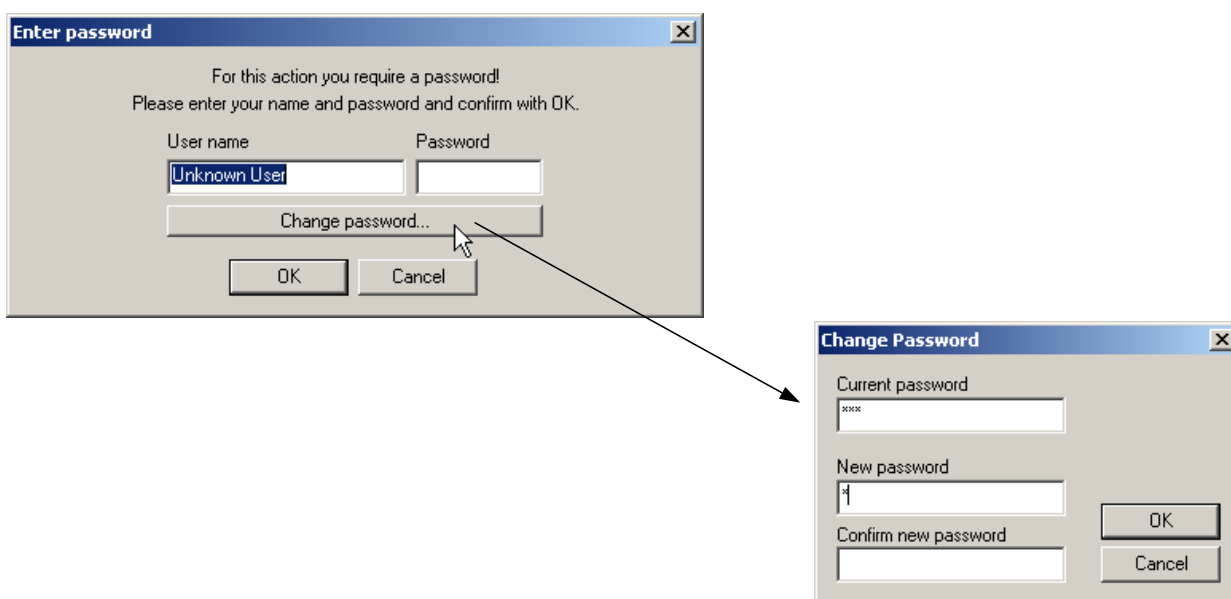 Enter password
For this action you require a password!
Please enter your name and password and confirm with OK.
User name Password
Unknown User
Change password...
OK Cancel
Change Password
Current password
***
New password
*
Confirm new password
OK
Cancel